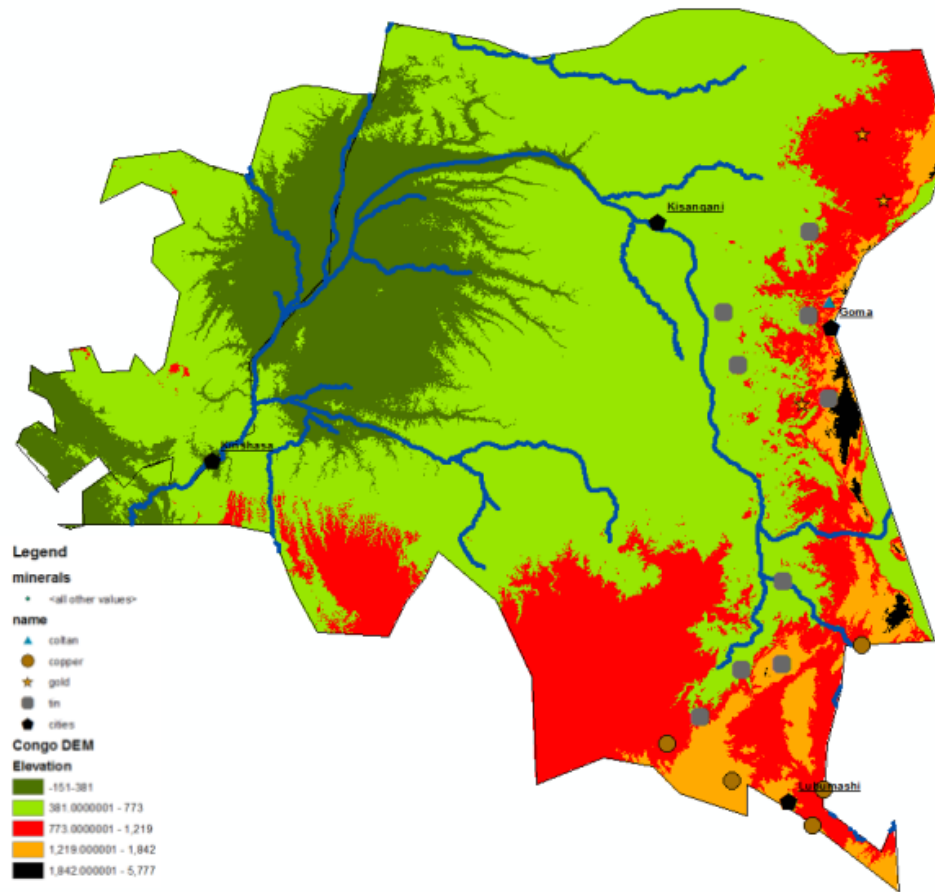 Kisangani
Goma
Kinshasa
Lubumashi
Legend
minerals
<all other values>
name
coltan
copper
gold
tin
cities
Congo DEM
Elevation
-151-381
381.0000001 - 773
773.0000001 - 1,219
1,219.000001 - 1,842
1,842.000001 - 5,777